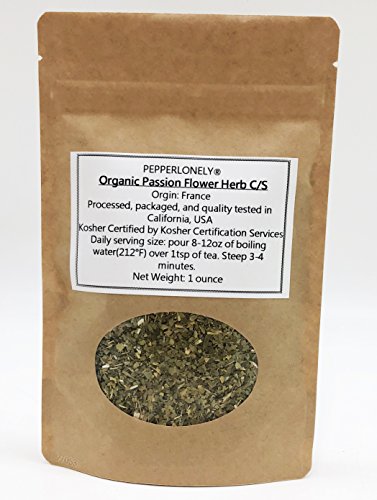 PEPPERLONELY®
Organic Passion Flower Herb C/S
Orgin: France
Processed, packaged, and quality tested in
California, USA
Kosher Certified by Kosher Certification Services
Daily serving size: pour 8-12oz of boiling
water(212°F) over 1tsp of tea. Steep 3-4
minutes.
Net Weight: 1 ounce